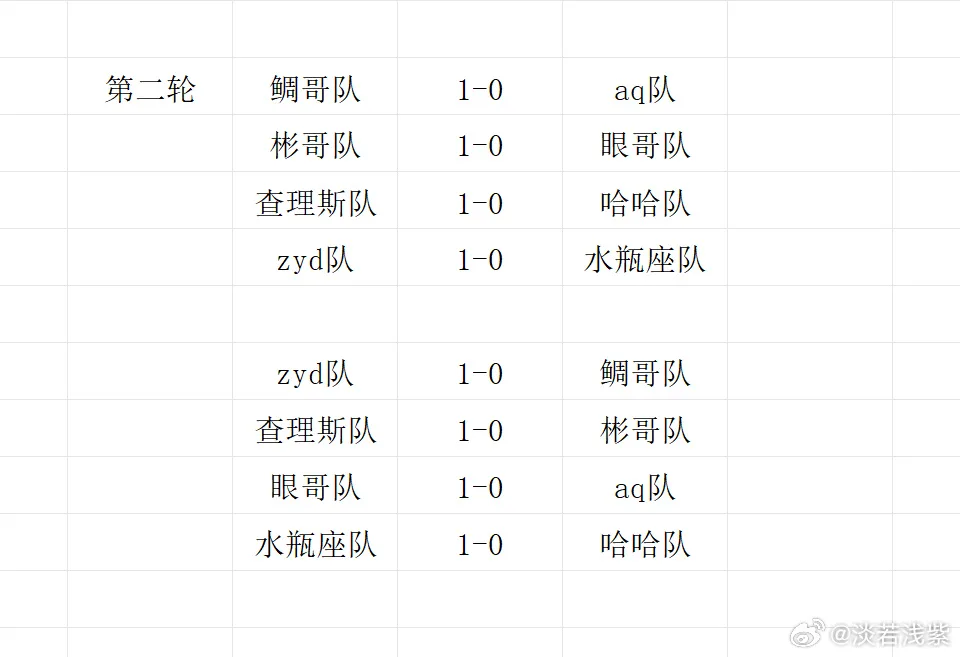 第二轮 鲷哥队 1-0 aq队
彬哥队 1-0 眼哥队
查理斯队 1-0 哈哈队
zyd队 1-0 水瓶座队
zyd队 1-0 鲷哥队
查理斯队 1-0 彬哥队
眼哥队 1-0 aq队
水瓶座队 1-0 哈哈队
@淡若浅紫